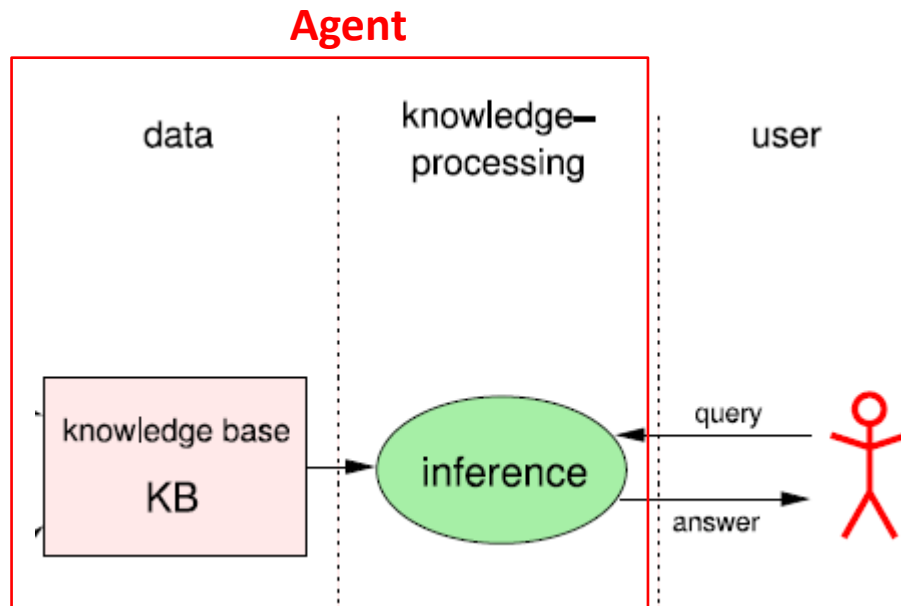 Agent
data
knowledge–
processing
user
knowledge base
KB
inference
query
answer